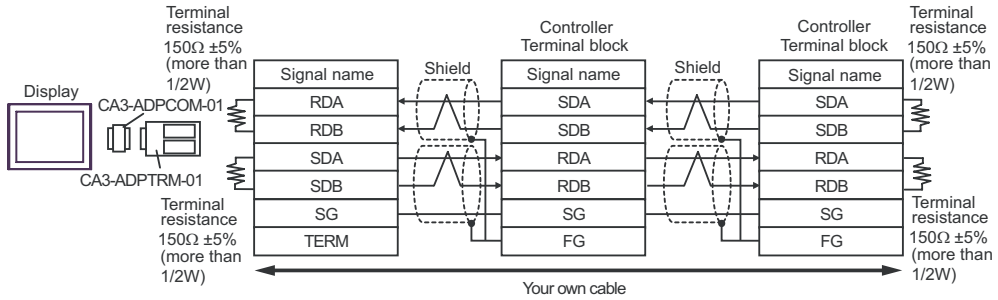 Terminal
resistance
150Ω ±5%
(more than
1/2W)
Display
CA3-ADPCOM-01
CA3-ADPTRM-01
Terminal
resistance
150Ω ±5%
(more than
1/2W)
Signal name
RDA
RDB
SDA
SDB
SG
TERM
Shield
Controller
Terminal block
Signal name
SDA
SDB
RDA
RDB
SG
FG
Shield
Controller
Terminal block
Signal name
SDA
SDB
RDA
RDB
SG
FG
Terminal
resistance
150Ω ±5%
(more than
1/2W)
Terminal
resistance
150Ω ±5%
(more than
1/2W)
Your own cable